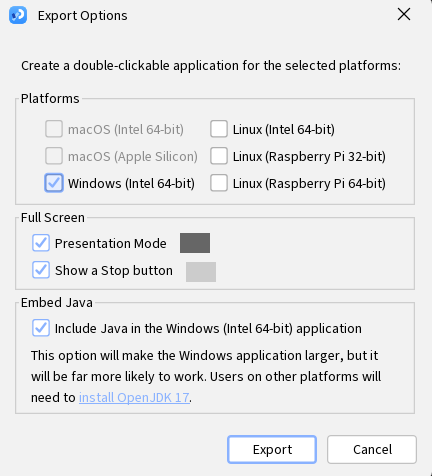 Export Options
Create a double-clickable application for the selected platforms:
Platforms
macOS (Intel 64-bit)
Linux (Intel 64-bit)
macOS (Apple Silicon)
Linux (Raspberry Pi 32-bit)
Windows (Intel 64-bit)
Linux (Raspberry Pi 64-bit)
Full Screen
Presentation Mode
Show a Stop button
Embed Java
Include Java in the Windows (Intel 64-bit) application
This option will make the Windows application larger, but it
will be far more likely to work. Users on other platforms will
need to install OpenJDK 17.
Export
Cancel